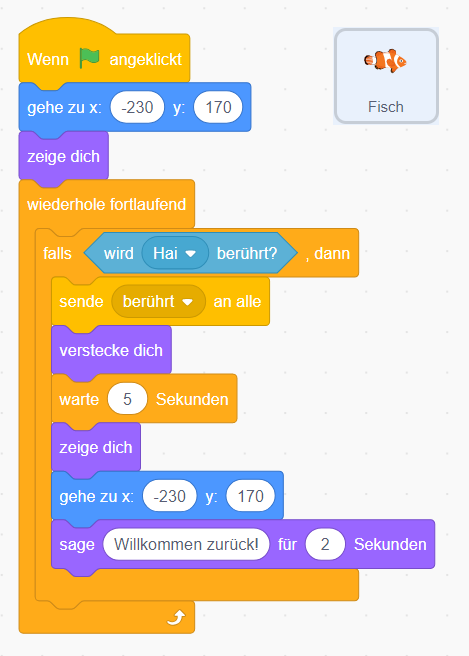 Wenn angeklickt
Fisch
gehe zu x: -230 y: 170
zeige dich
wiederhole fortlaufend
falls wird Hai berührt? , dann
sende berührt an alle
verstecke dich
warte 5 Sekunden
zeige dich
gehe zu x: -230 y: 170
sage Willkommen zurück! für 2 Sekunden